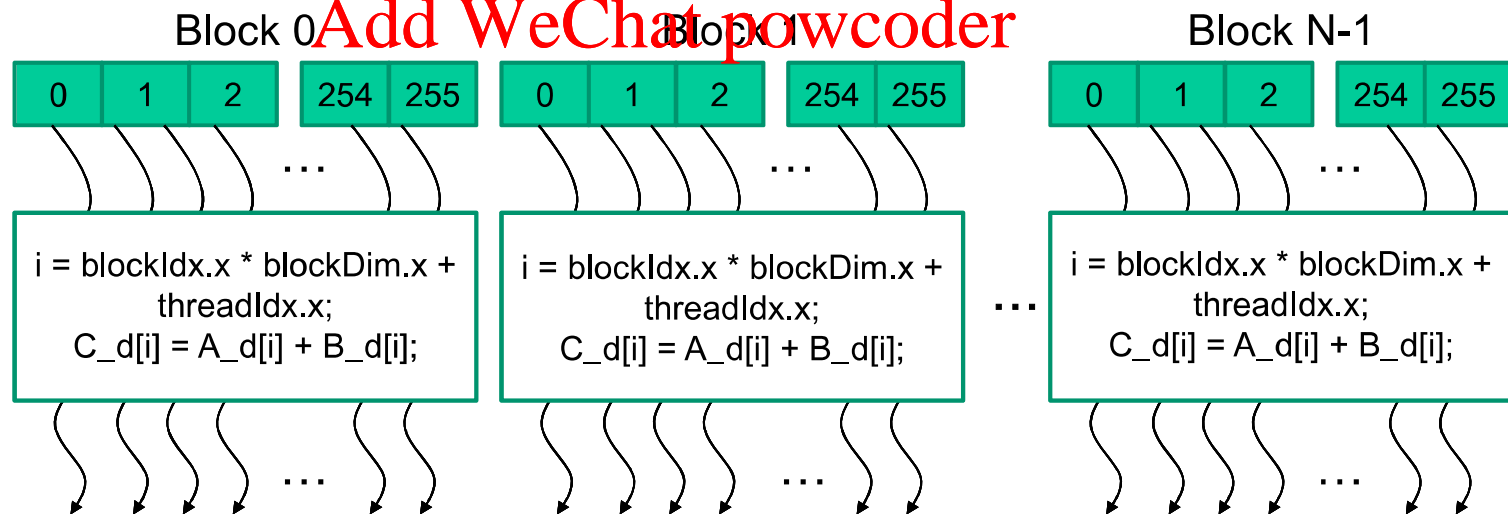 Block 0
Add WeChat powcoder
Block 1
Block N-1
0 1 2 254 255
0 1 2 254 255
0 1 2 254 255
...
...
...
i = blockIdx.x * blockDim.x +
threadIdx.x;
C_d[i] = A_d[i] + B_d[i];
i = blockIdx.x * blockDim.x +
threadIdx.x;
C_d[i] = A_d[i] + B_d[i];
...
i = blockIdx.x * blockDim.x +
threadIdx.x;
C_d[i] = A_d[i] + B_d[i];
...
...
...